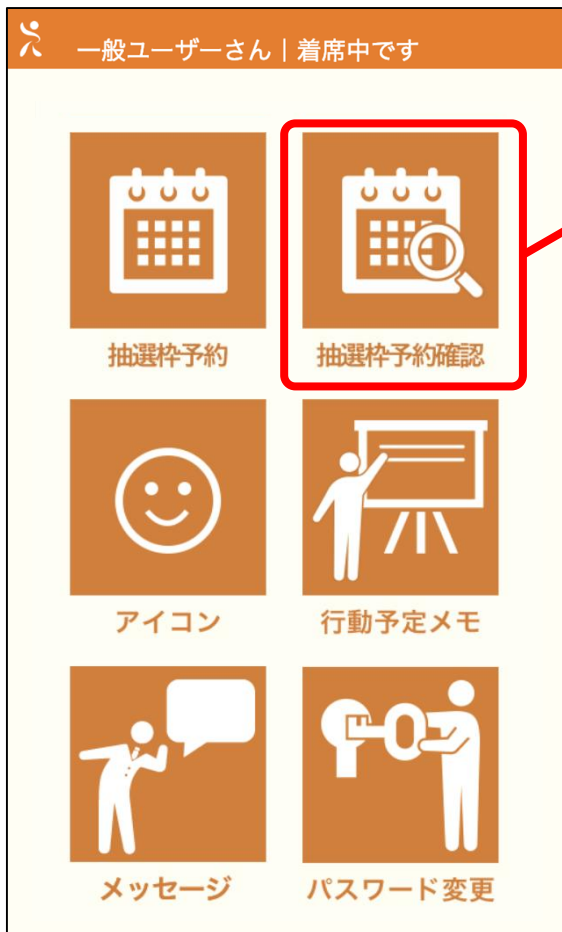 一般ユーザーさん｜着席中です
抽選枠予約
抽選枠予約確認
アイコン
行動予定メモ
メッセージ
パスワード変更